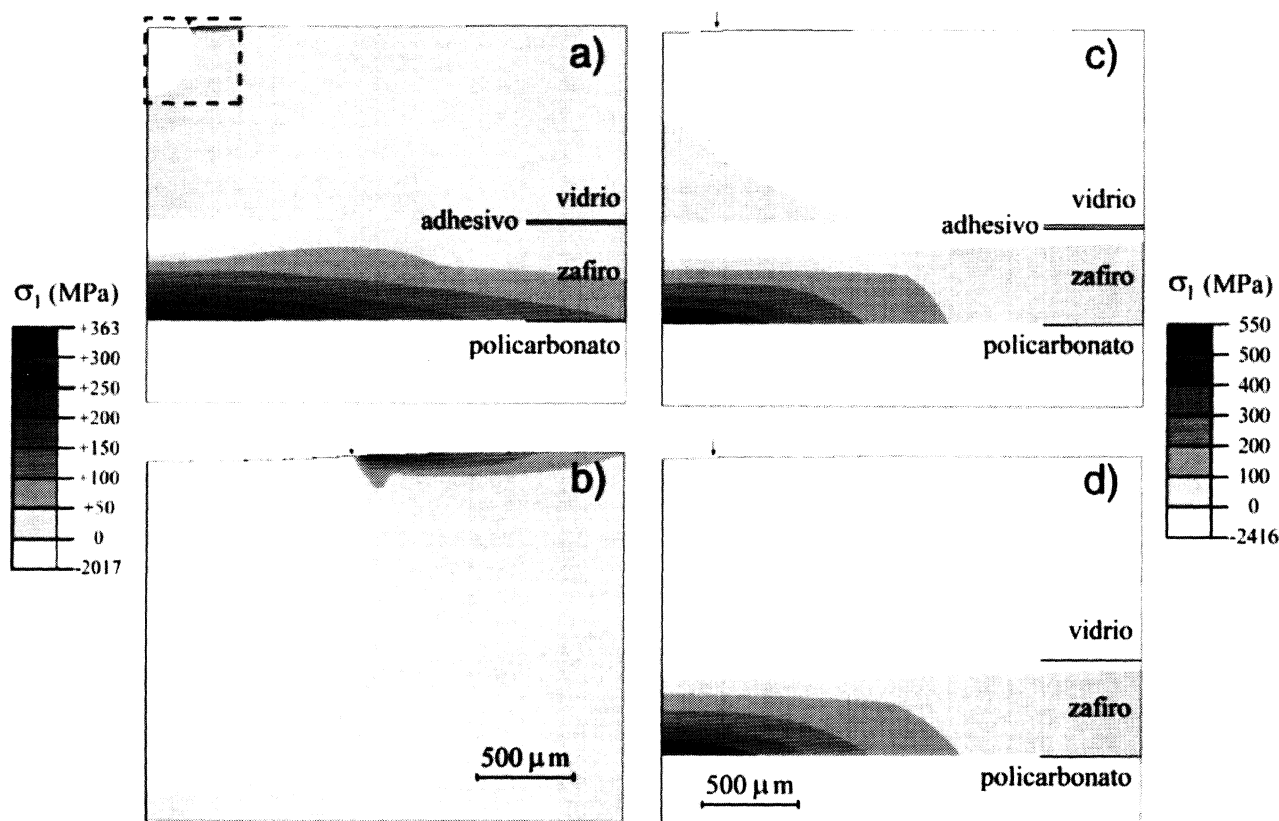 a)
vidrio
adhesivo
zafiro
policarbonato
σ1 (MPa)
+363
+300
+250
+200
+150
+100
+50
0
-2017
b)
500 μm
c)
vidrio
adhesivo
zafiro
policarbonato
σ1 (MPa)
550
500
400
300
200
100
0
-2416
d)
vidrio
zafiro
policarbonato
500 μm